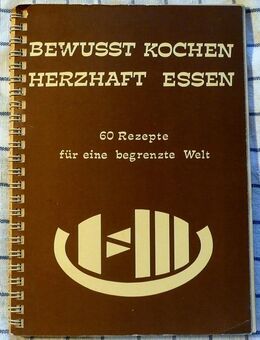 BEWUSST KOCHEN
HERZHAFT ESSEN
60 Rezepte
für eine begrenzte Welt